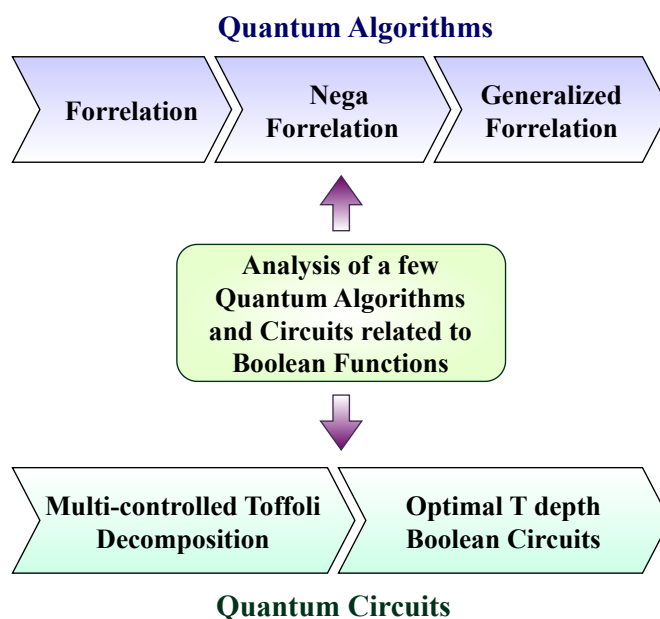 Quantum Algorithms
Forrelation
Nega
Forrelation
Generalized
Forrelation
Analysis of a few
Quantum Algorithms
and Circuits related to
Boolean Functions
Multi-controlled Toffoli
Decomposition
Optimal T depth
Boolean Circuits
Quantum Circuits